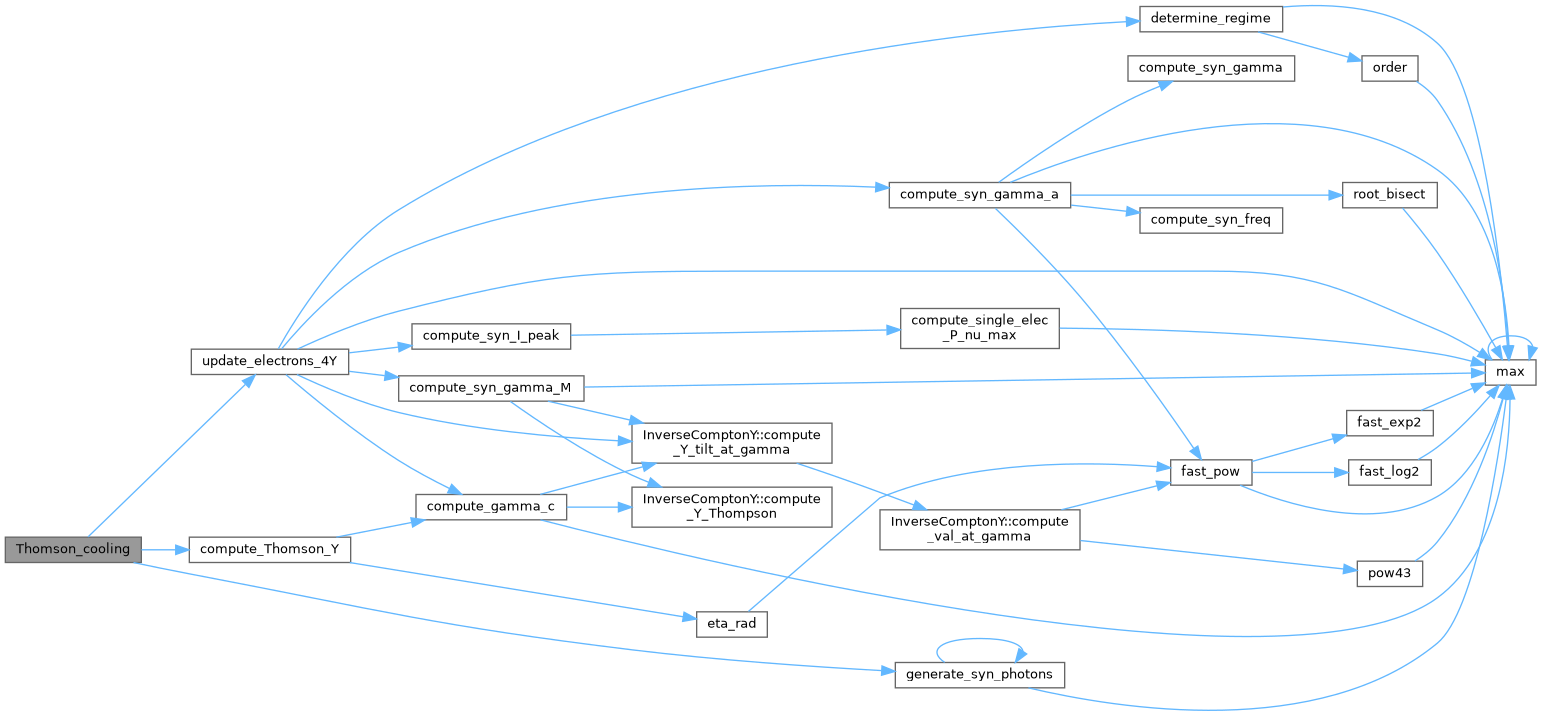 determine_regime
order
compute_syn_gamma
compute_syn_gamma_a
root_bisect
compute_syn_freq
update_electrons_4Y
compute_syn_I_peak
compute_single_elec
_P_nu_max
compute_syn_gamma_M
max
InverseComptonY::compute
_Y_tilt_at_gamma
fast_exp2
fast_pow
fast_log2
compute_gamma_c
InverseComptonY::compute
_Y_Thompson
InverseComptonY::compute
_val_at_gamma
Thomson_cooling
compute_Thomson_Y
pow43
eta_rad
generate_syn_photons